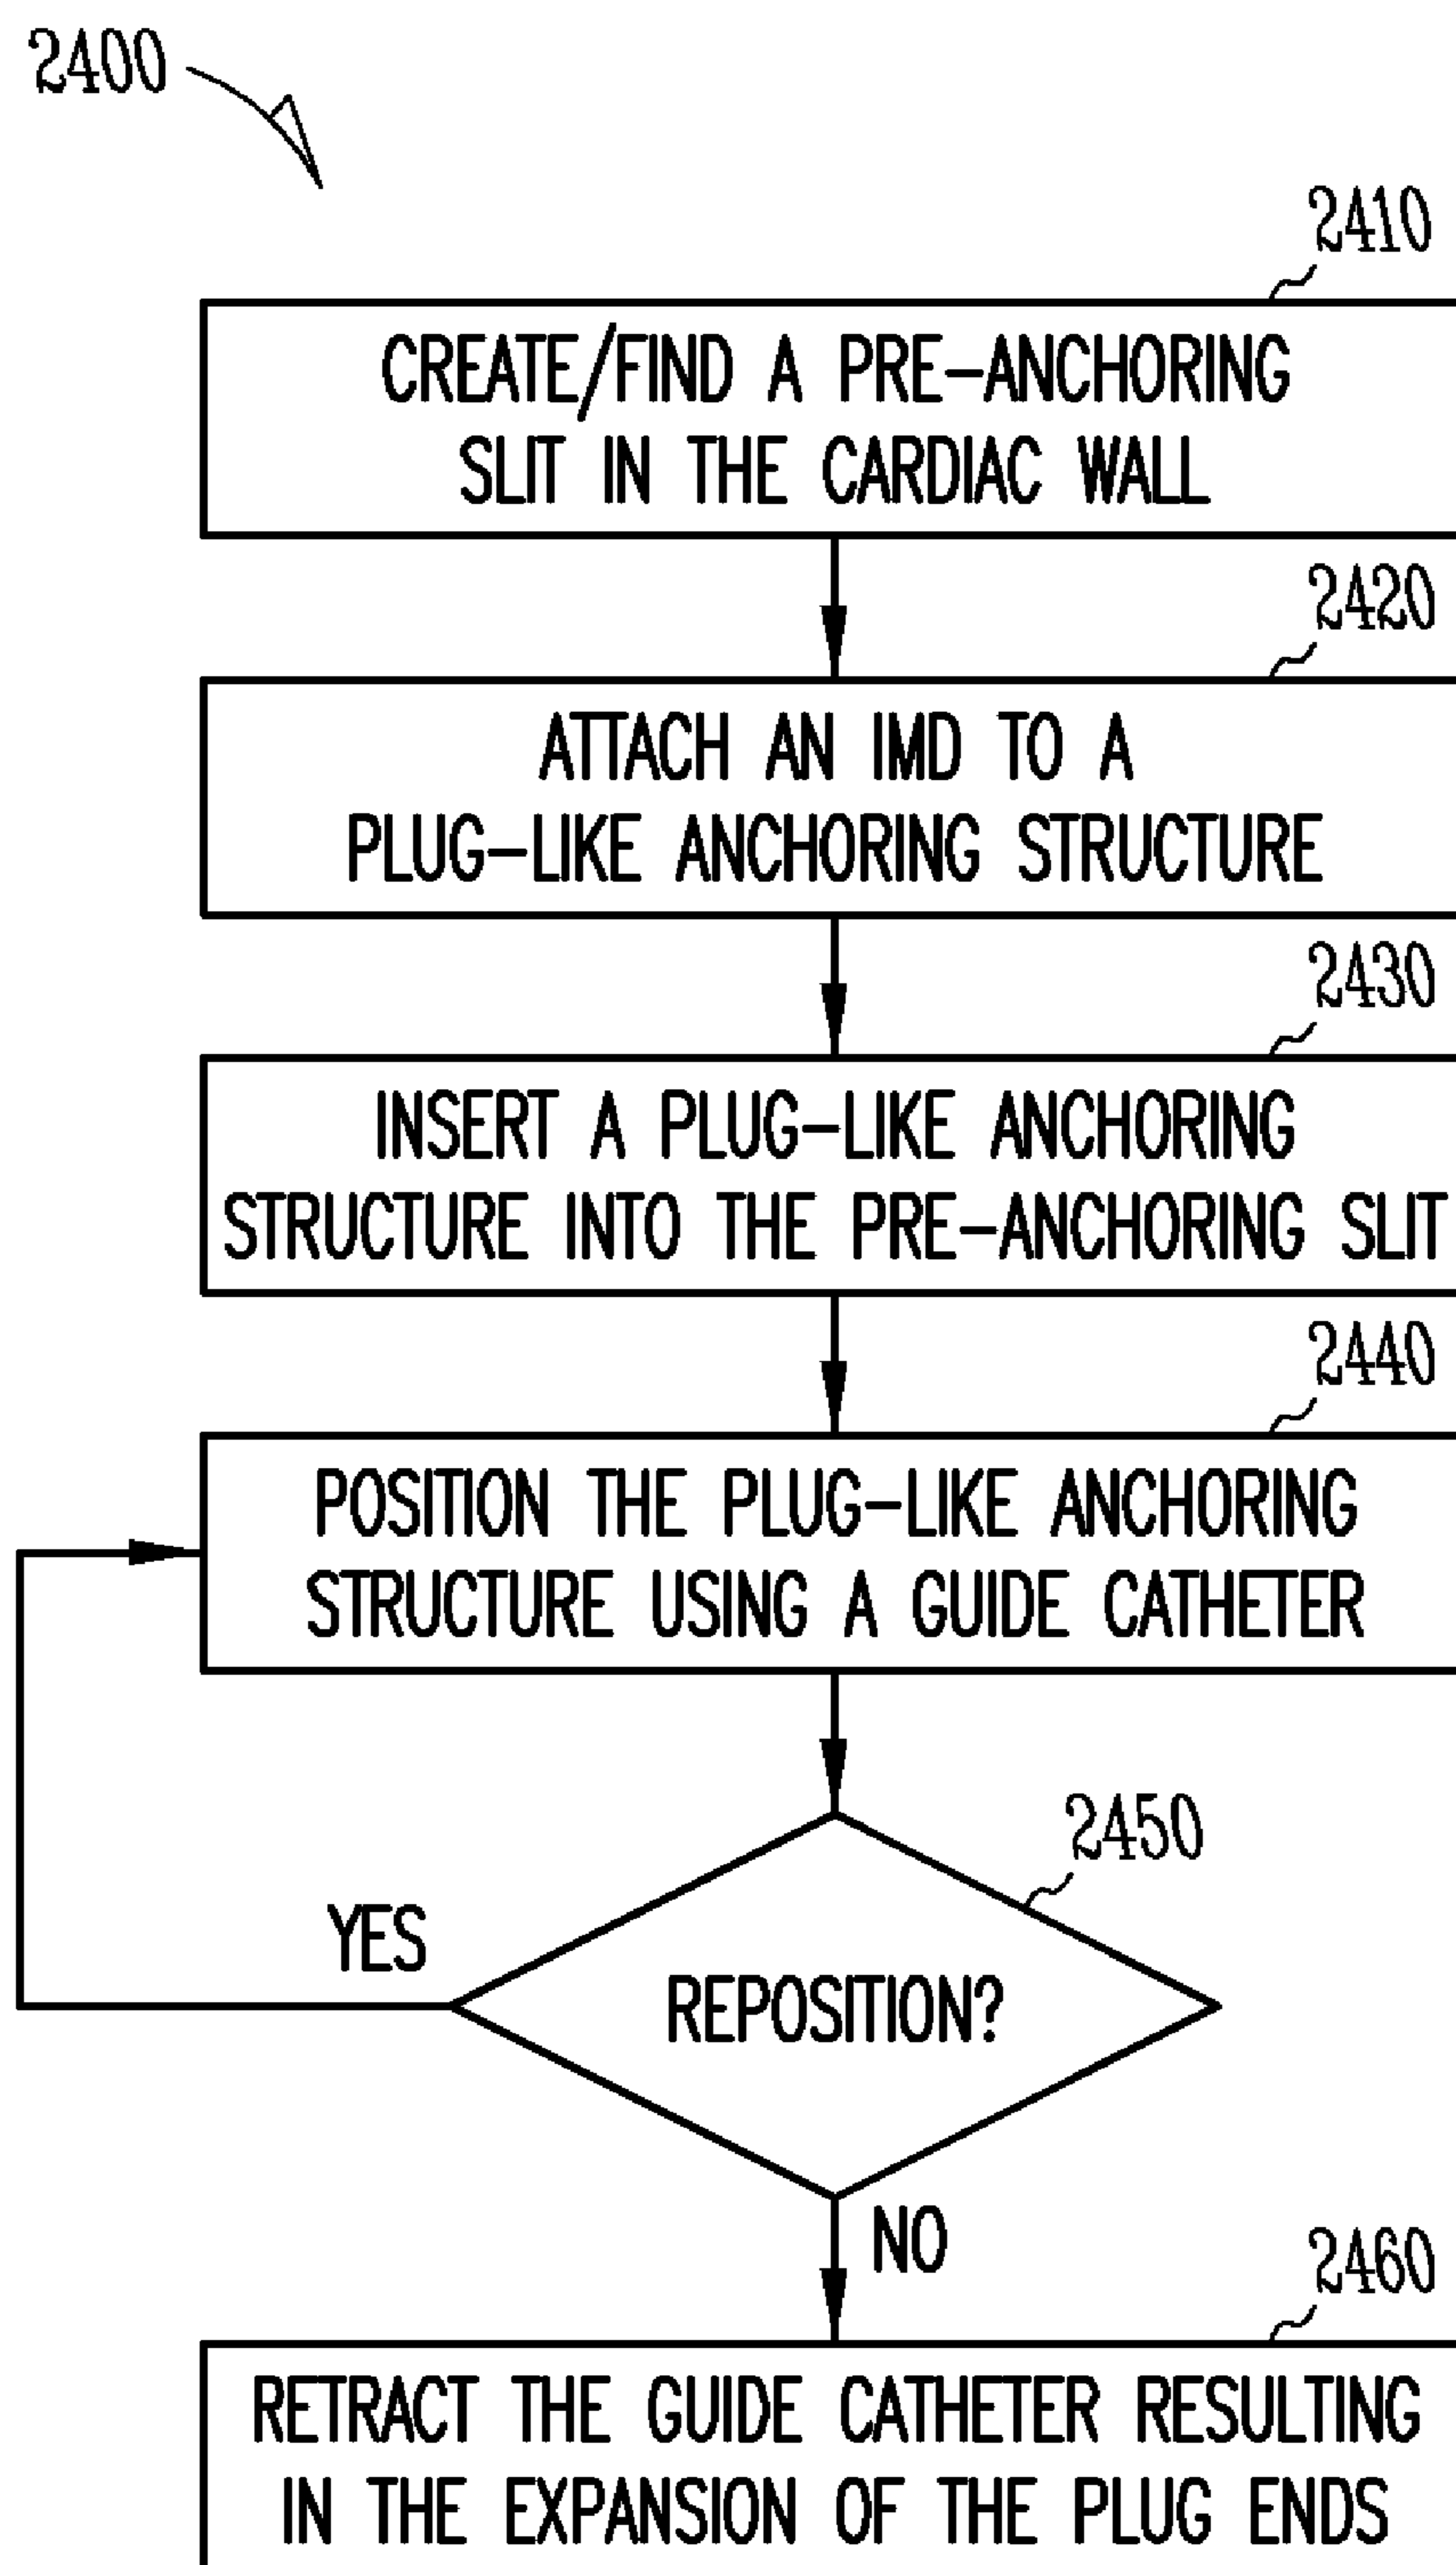 2400
2410
CREATE/FIND A PRE-ANCHORING
SLIT IN THE CARDIAC WALL
2420
ATTACH AN IMD TO A
PLUG-LIKE ANCHORING STRUCTURE
2430
INSERT A PLUG-LIKE ANCHORING
STRUCTURE INTO THE PRE-ANCHORING SLIT
2440
POSITION THE PLUG-LIKE ANCHORING
STRUCTURE USING A GUIDE CATHETER
2450
YES
REPOSITION?
NO
2460
RETRACT THE GUIDE CATHETER RESULTING
IN THE EXPANSION OF THE PLUG ENDS